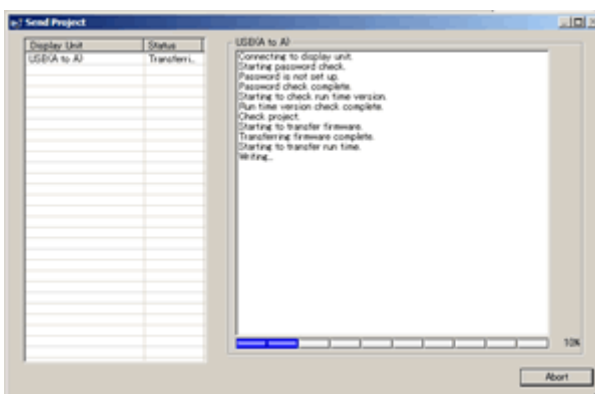 Send Project
Display Unit Status
USB(A to A) Transferri..
USB(A to A)
Connecting to display unit.
Starting password check.
Password is not set up.
Password check complete.
Starting to check run time version.
Run time version check complete.
Check project.
Starting to transfer firmware.
Transferring firmware complete.
Starting to transfer run time.
Writing..
10%
Abort